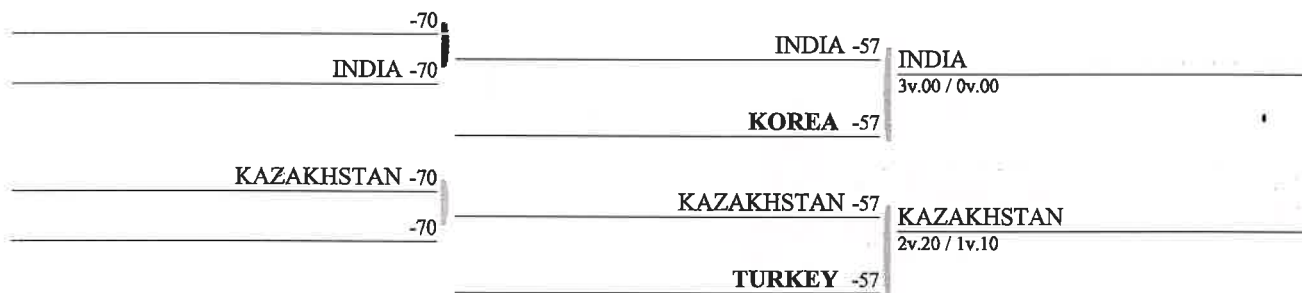 -70
INDIA -70
INDIA -57
INDIA
3v.00 / 0v.00
KOREA -57
KAZAKHSTAN -70
-70
KAZAKHSTAN -57
KAZAKHSTAN
2v.20 / 1v.10
TURKEY -57